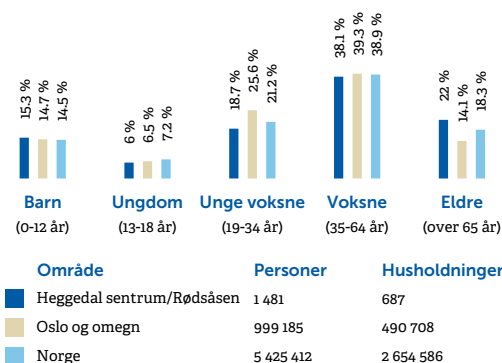 15.3 % 14.7 % 14.5 % 6 % 6.5 % 7.2 % 18.7 % 25.6 % 21.2 % 38.1 % 39.3 % 38.9 % 22 % 14.1 % 18.3 %
Barn Ungdom Unge voksne Voksne Eldre
(0-12 år) (13-18 år) (19-34 år) (35-64 år) (over 65 år)
Område Personer Husholdninger
Heggedal sentrum/Rødsåsen 1 481 687
Oslo og omegn 999 185 490 708
Norge 5 425 412 2 654 586